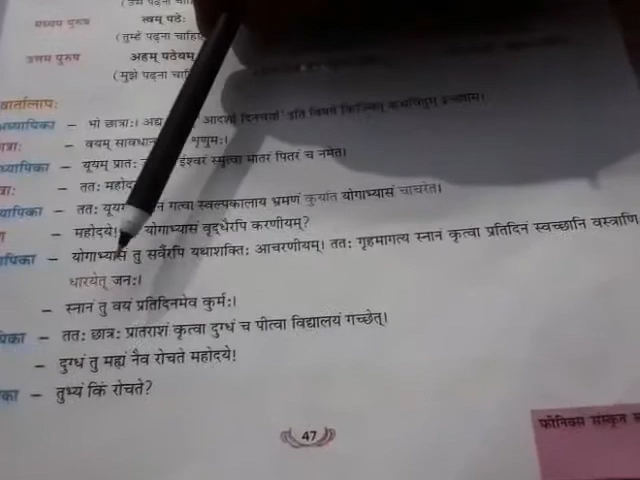 मध्यम पुरुष त्वम् पठेः
(तुम्हें पढ़ना चाहि
उत्तम पुरुष अहम् पठेयम्
(मुझे पढ़ना चा
वार्तालापः
अध्यापिका – भो छात्राः! अद्य आदर्शा दिनचर्या इति विषये किञ्चित्
त्राः – वयम् सावधान शृणुमः।
ध्यापिका – यूयम् प्रातः ईश्वरं स्मृत्वा मातरं पितरं च नमेत।
त्राः – ततः महोद
यापिका – ततः यूयम् गत्वा स्वल्पकालाय भ्रमणं कुर्यात योगाभ्यासं चाचरेत।
– महोदये! योगाभ्यासं वृद्धैरपि करणीयम्?
पिका – योगाभ्यासं तु सर्वैरपि यथाशक्तिः आचरणीयम्। ततः गृहमागत्य स्नानं कृत्वा प्रतिदिनं स्वच्छानि वस्त्राणि
धारयेत् जनः।
– स्नानं तु वयं प्रतिदिनमेव कुर्मः।
पिका – ततः छात्रः प्रातराशं कृत्वा दुग्धं च पीत्वा विद्यालयं गच्छेत्।
– दुग्धं तु मह्यं नैव रोचते महोदये!
का – तुभ्यं किं रोचते?
47
फोनिक्स संस्कृत